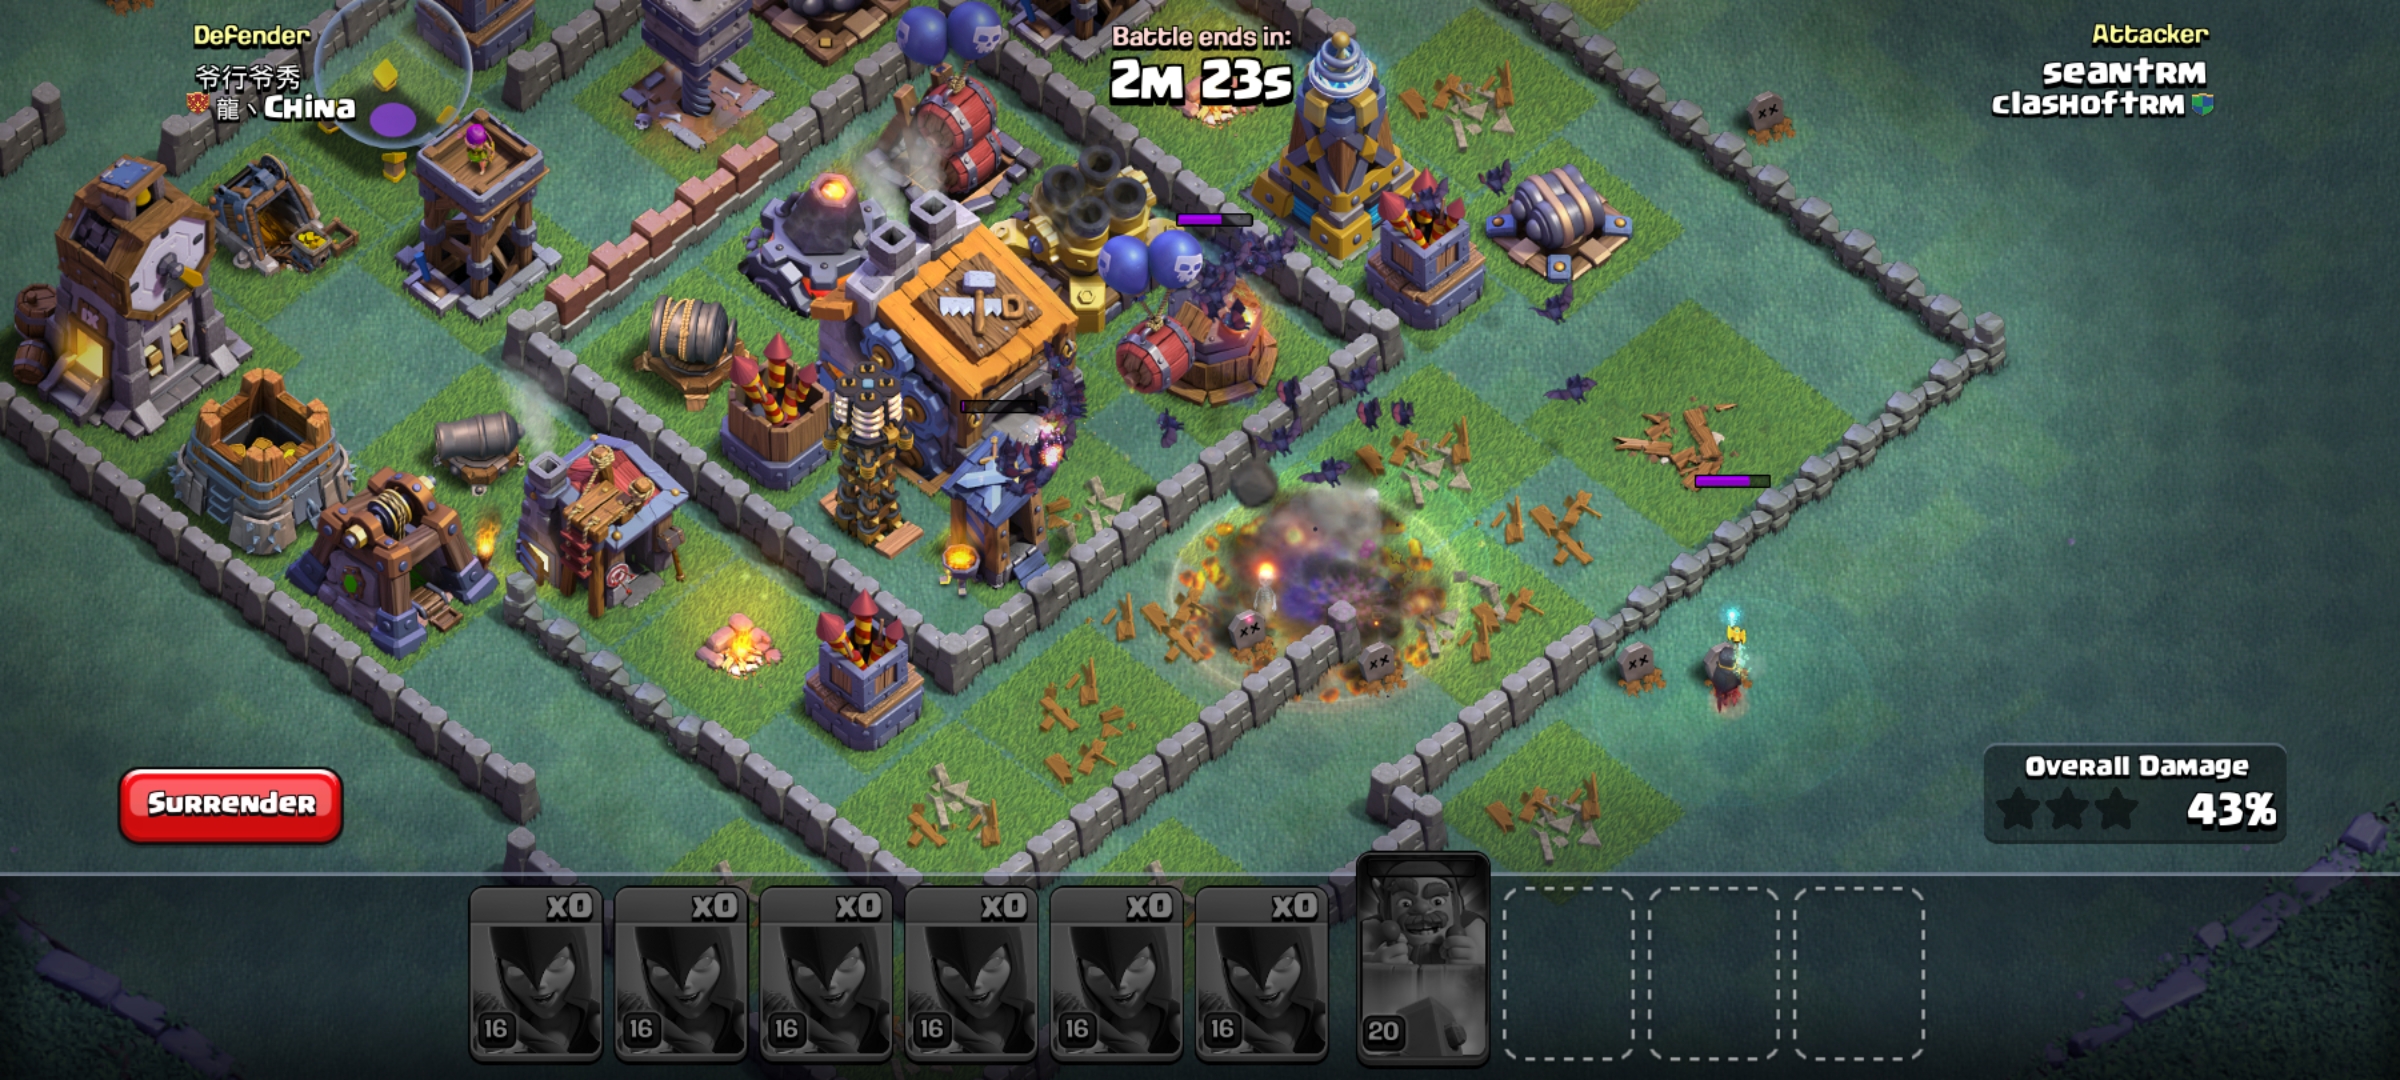 Defender
爷行爷秀
龍丶China
Battle ends in:
2M 23s
Attacker
seantRM
clashoftRM
IX
Surrender
Overall Damage
43%
x0 x0 x0 x0 x0 x0
16 16 16 16 16 16 20